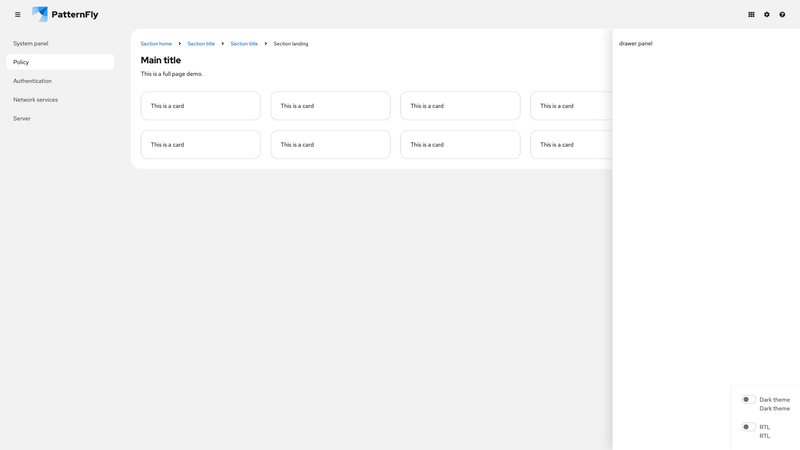 PatternFly
System panel
Policy
Authentication
Network services
Server
Section home > Section title > Section title > Section landing
Main title
This is a full page demo.
This is a card This is a card This is a card This is a card
This is a card This is a card This is a card This is a card
drawer panel
Dark theme
Dark theme
RTL
RTL